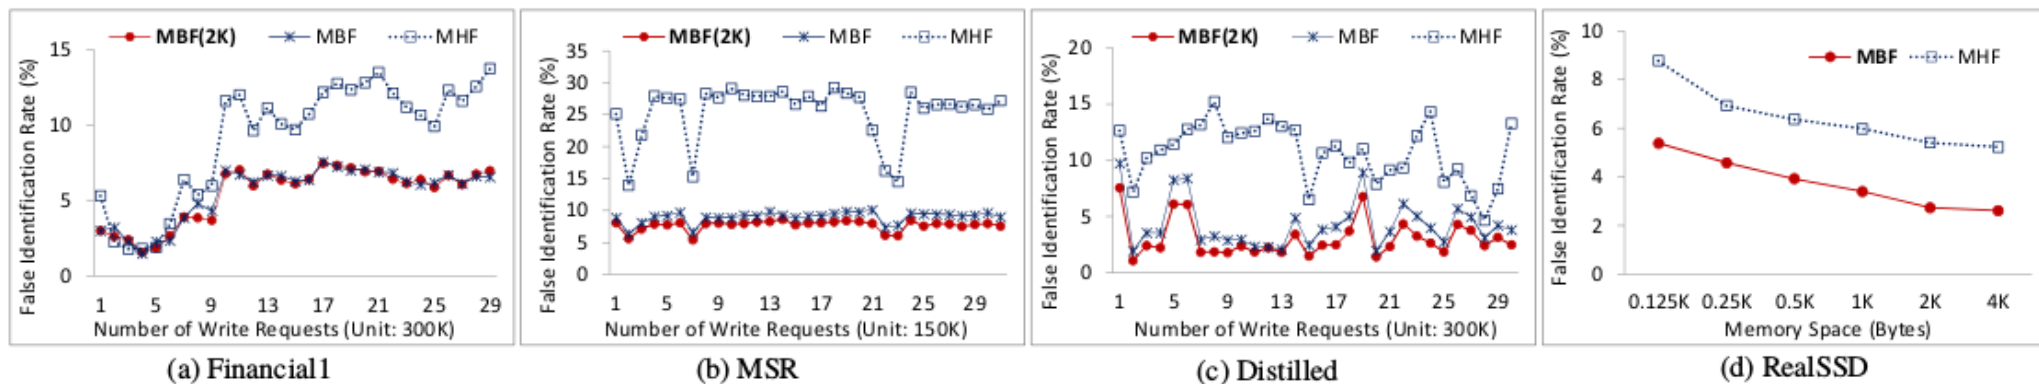 MBF(2K) MBF MHF
False Identification Rate (%)
15
10
5
0
1 5 9 13 17 21 25 29
Number of Write Requests (Unit: 300K)
(a) Financial1
MBF(2K) MBF MHF
False Identification Rate (%)
35
30
25
20
15
10
5
0
1 5 9 13 17 21 25 29
Number of Write Requests (Unit: 150K)
(b) MSR
MBF(2K) MBF MHF
False Identification Rate (%)
20
15
10
5
0
1 5 9 13 17 21 25 29
Number of Write Requests (Unit: 300K)
(c) Distilled
MBF MHF
False Identification Rate (%)
10
8
6
4
2
0
0.125K 0.25K 0.5K 1K 2K 4K
Memory Space (Bytes)
(d) RealSSD